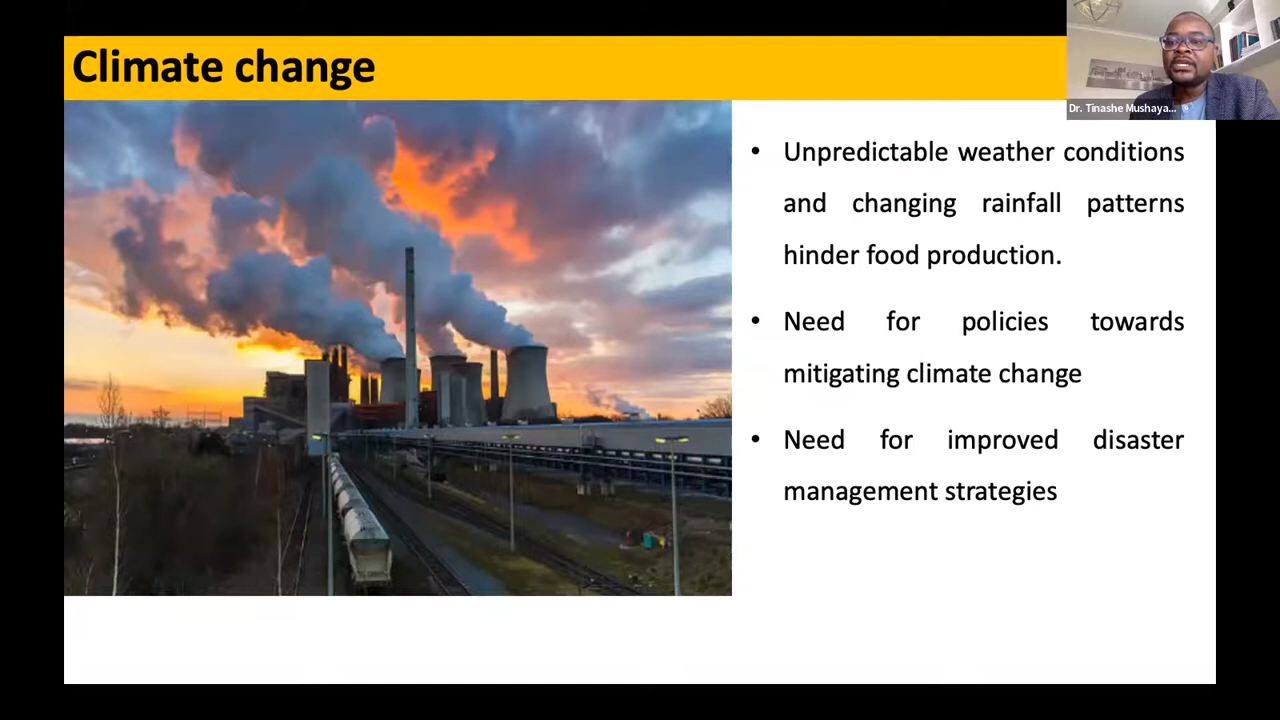 Climate change
Dr. Tinashe Mushaya...
• Unpredictable weather conditions
and changing rainfall patterns
hinder food production.
• Need for policies towards
mitigating climate change
• Need for improved disaster
management strategies